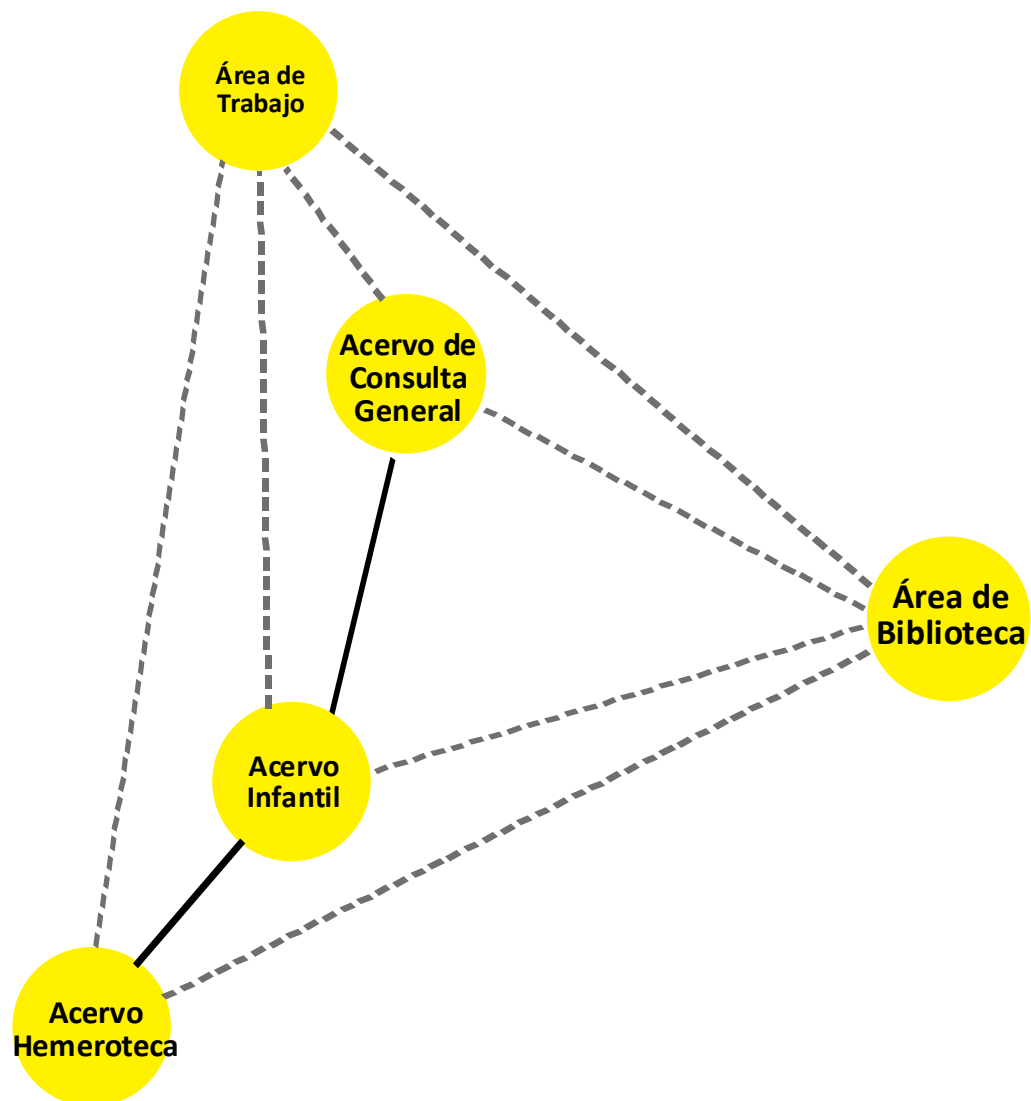 Área de
Trabajo
Acervo de
Consulta
General
Área de
Biblioteca
Acervo
Infantil
Acervo
Hemeroteca